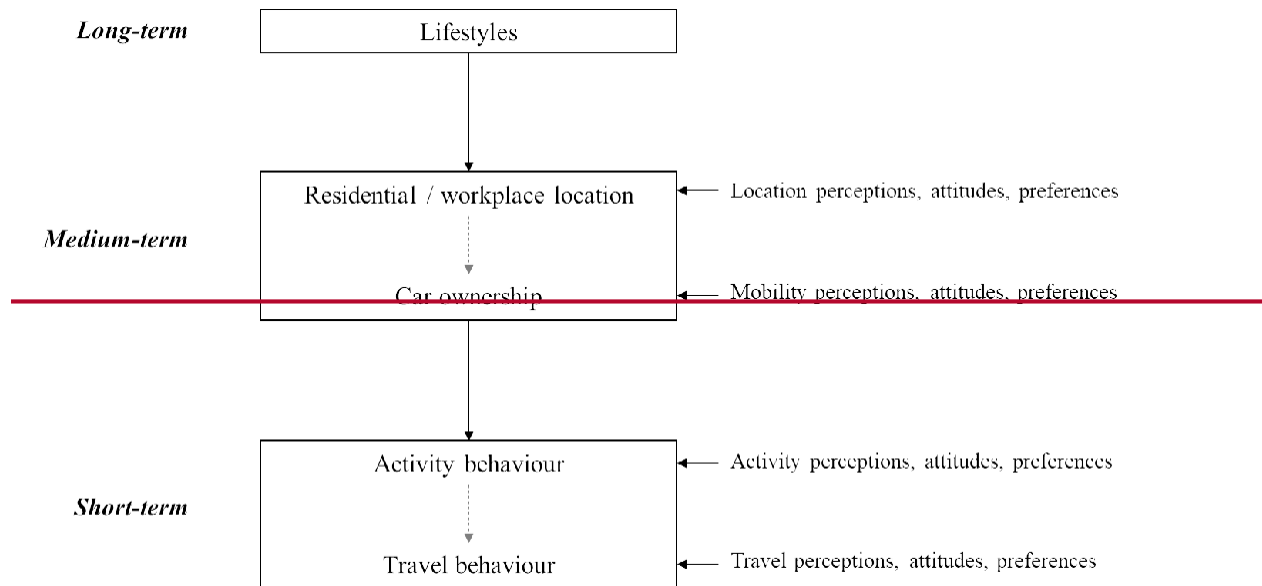 Long-term
Lifestyles
Residential / workplace location
Location perceptions, attitudes, preferences
Medium-term
Car ownership
Mobility perceptions, attitudes, preferences
Activity behaviour
Activity perceptions, attitudes, preferences
Short-term
Travel behaviour
Travel perceptions, attitudes, preferences